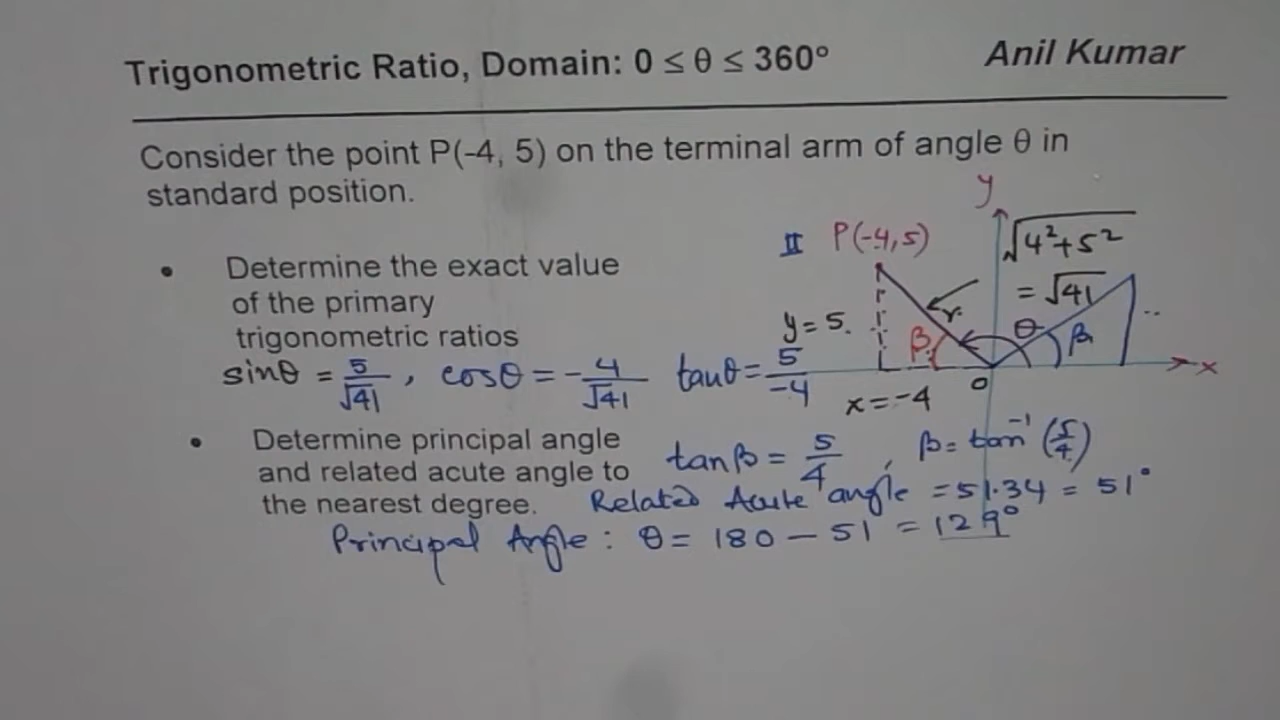 Trigonometric Ratio, Domain: 0 ≤ θ ≤ 360° Anil Kumar
Consider the point P(-4, 5) on the terminal arm of angle θ in
standard position.
y
II P(-4,5) √4²+5²
• Determine the exact value
of the primary
trigonometric ratios
= √41
r
y = 5. β θ β
sinθ = 5/√41 , cosθ = -4/√41 tanθ = 5/-4
x = -4 O x
• Determine principal angle
and related acute angle to
the nearest degree.
tanβ = 5/4 , β = tan⁻¹(5/4)
Related Acute angle = 51.34 = 51°
Principal Angle : θ = 180 - 51 = 129°